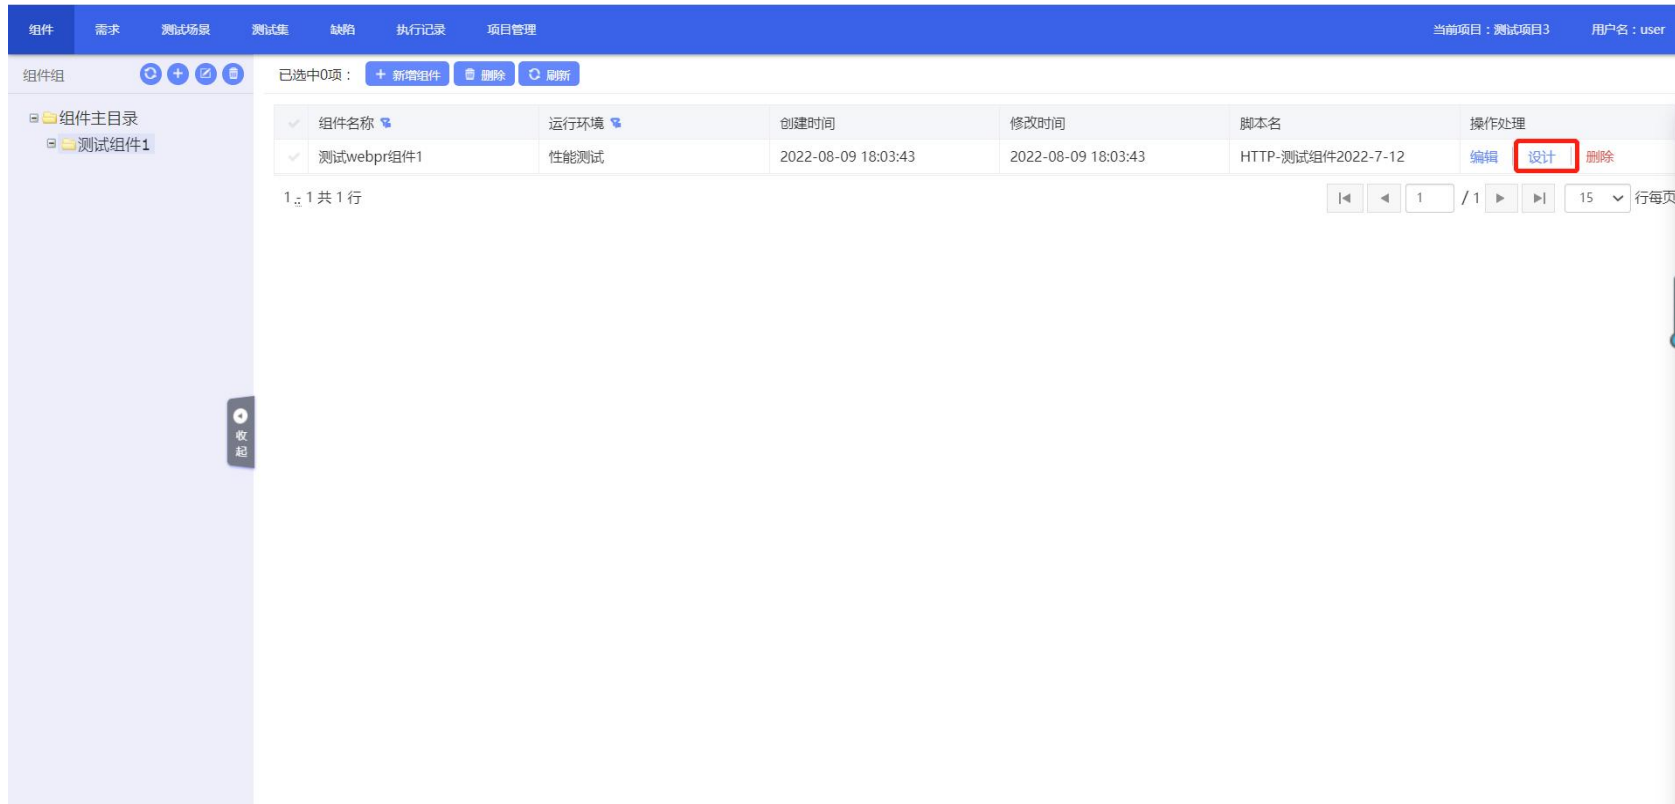 组件 需求 测试场景 测试集 缺陷 执行记录 项目管理 当前项目：测试项目3 用户名：user
组件组 已选中0项： + 新增组件 删除 刷新
组件主目录
测试组件1
组件名称 运行环境 创建时间 修改时间 脚本名 操作处理
测试webpr组件1 性能测试 2022-08-09 18:03:43 2022-08-09 18:03:43 HTTP-测试组件2022-7-12 编辑 设计 删除
1 - 1 共 1 行 1 / 1 15 行每页
收起